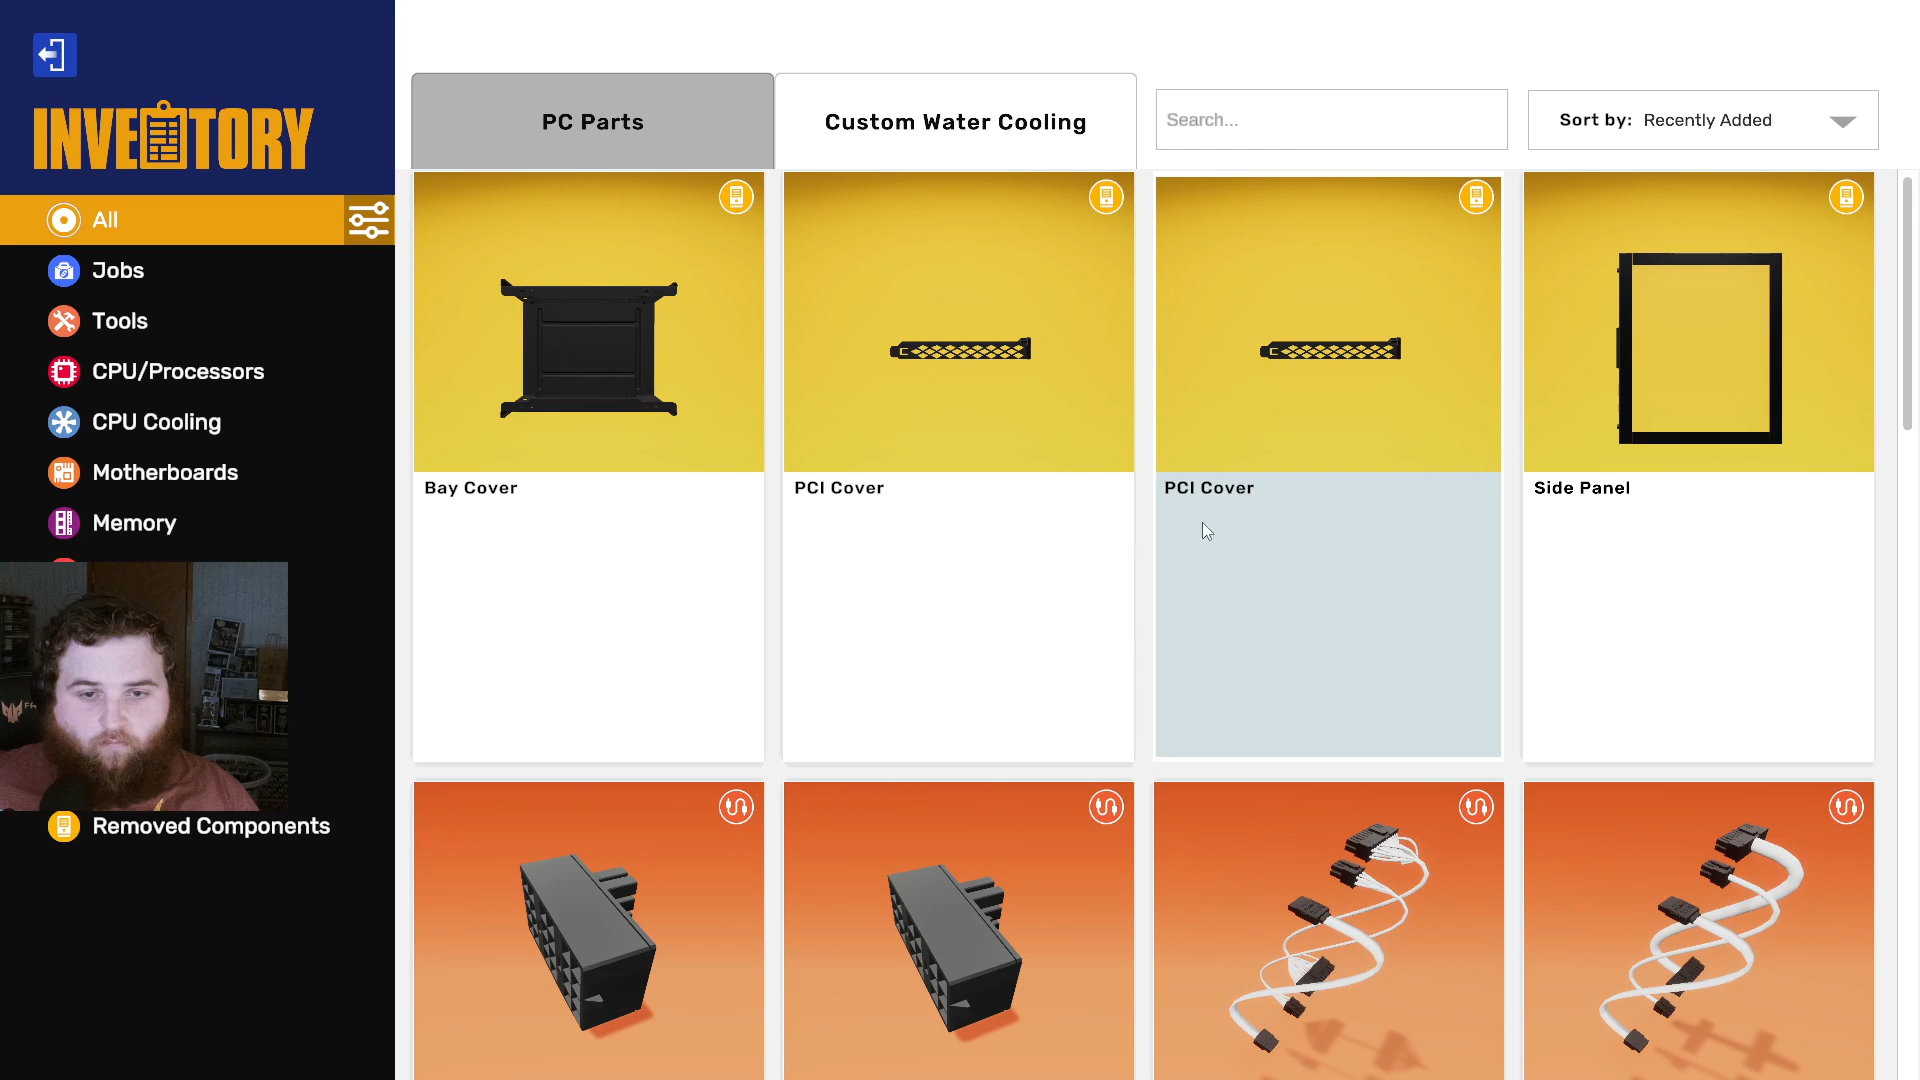 INVENTORY
PC Parts
Custom Water Cooling
Search...
Sort by: Recently Added
All
Jobs
Tools
CPU/Processors
CPU Cooling
Motherboards
Memory
Removed Components
Bay Cover
PCI Cover
PCI Cover
Side Panel